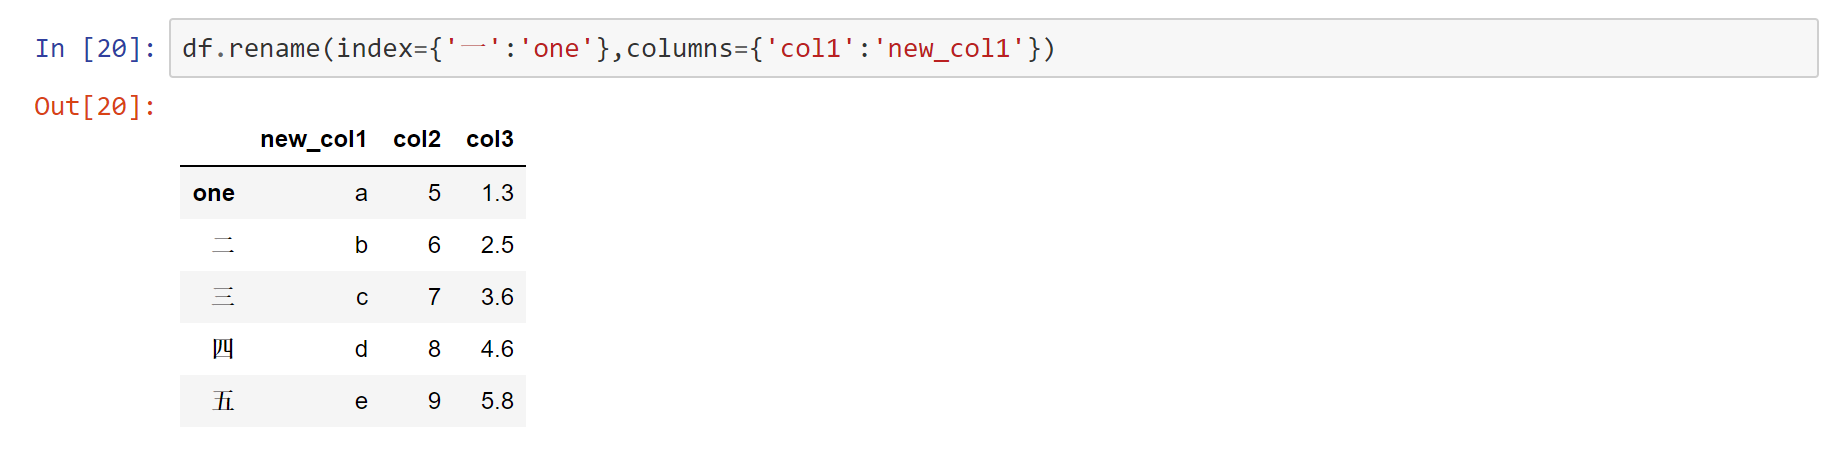 In [20]: df.rename(index={'一':'one'},columns={'col1':'new_col1'})
Out[20]:
new_col1 col2 col3
one a 5 1.3
二 b 6 2.5
三 c 7 3.6
四 d 8 4.6
五 e 9 5.8